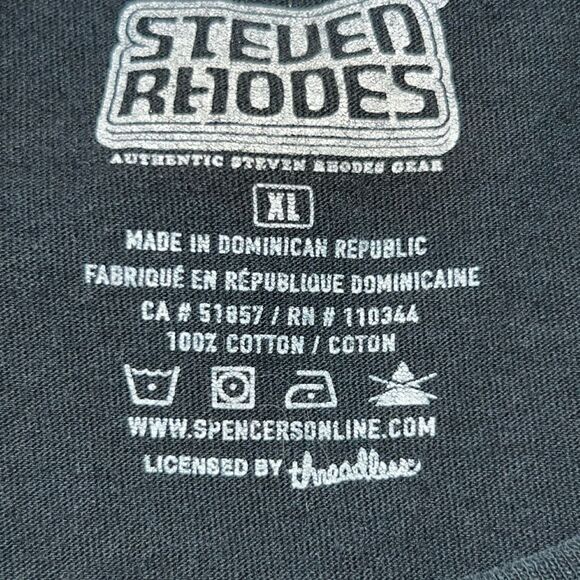 STEVEN
RHODES
AUTHENTIC STEVEN RHODES GEAR
XL
MADE IN DOMINICAN REPUBLIC
FABRIQUÉ EN RÉPUBLIQUE DOMINICAINE
CA # 51857 / RN # 110344
100% COTTON / COTON
WWW.SPENCERSONLINE.COM
LICENSED BY threadless